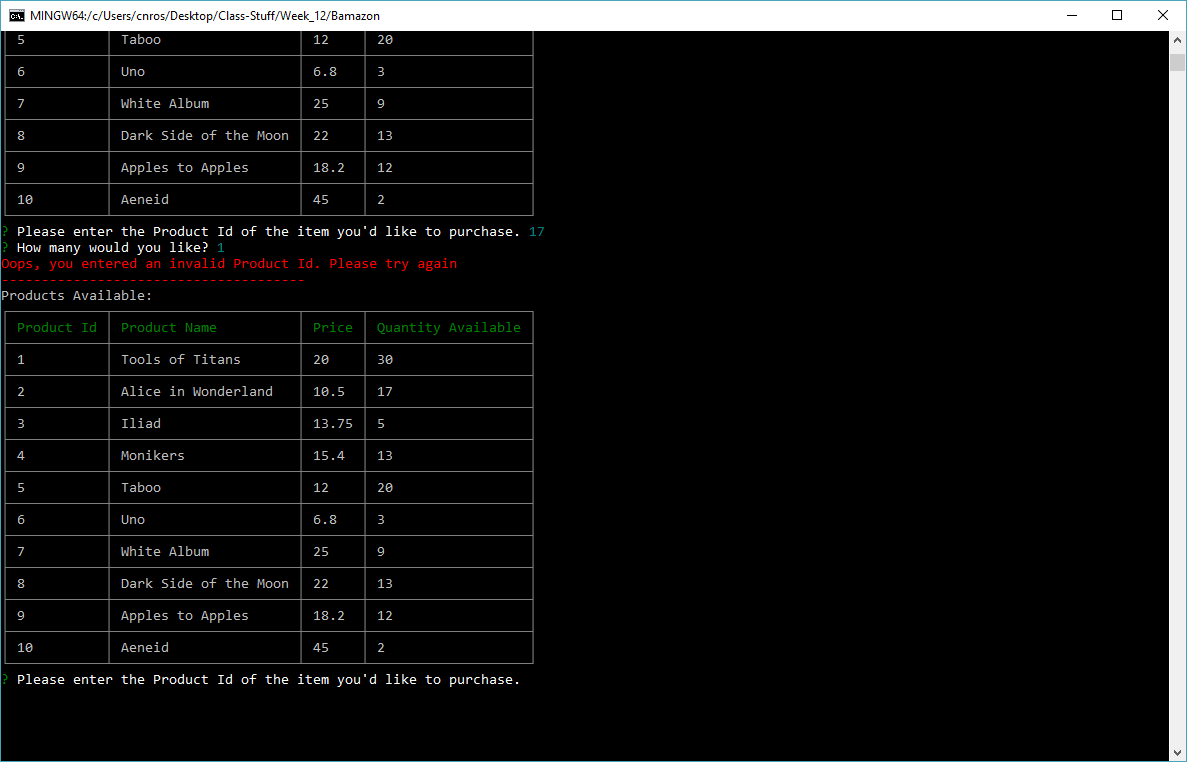 MINGW64:/c/Users/cnros/Desktop/Class-Stuff/Week_12/Bamazon
5 Taboo 12 20
6 Uno 6.8 3
7 White Album 25 9
8 Dark Side of the Moon 22 13
9 Apples to Apples 18.2 12
10 Aeneid 45 2
? Please enter the Product Id of the item you'd like to purchase. 17
? How many would you like? 1
Oops, you entered an invalid Product Id. Please try again
--------------------------------------
Products Available:
Product Id Product Name Price Quantity Available
1 Tools of Titans 20 30
2 Alice in Wonderland 10.5 17
3 Iliad 13.75 5
4 Monikers 15.4 13
5 Taboo 12 20
6 Uno 6.8 3
7 White Album 25 9
8 Dark Side of the Moon 22 13
9 Apples to Apples 18.2 12
10 Aeneid 45 2
? Please enter the Product Id of the item you'd like to purchase.